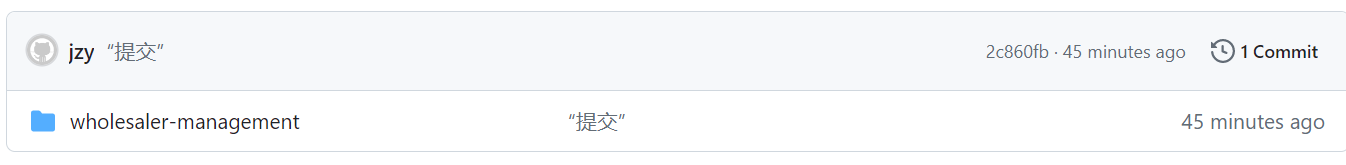 jzy “提交” 2c860fb · 45 minutes ago 1 Commit
wholesaler-management “提交” 45 minutes ago